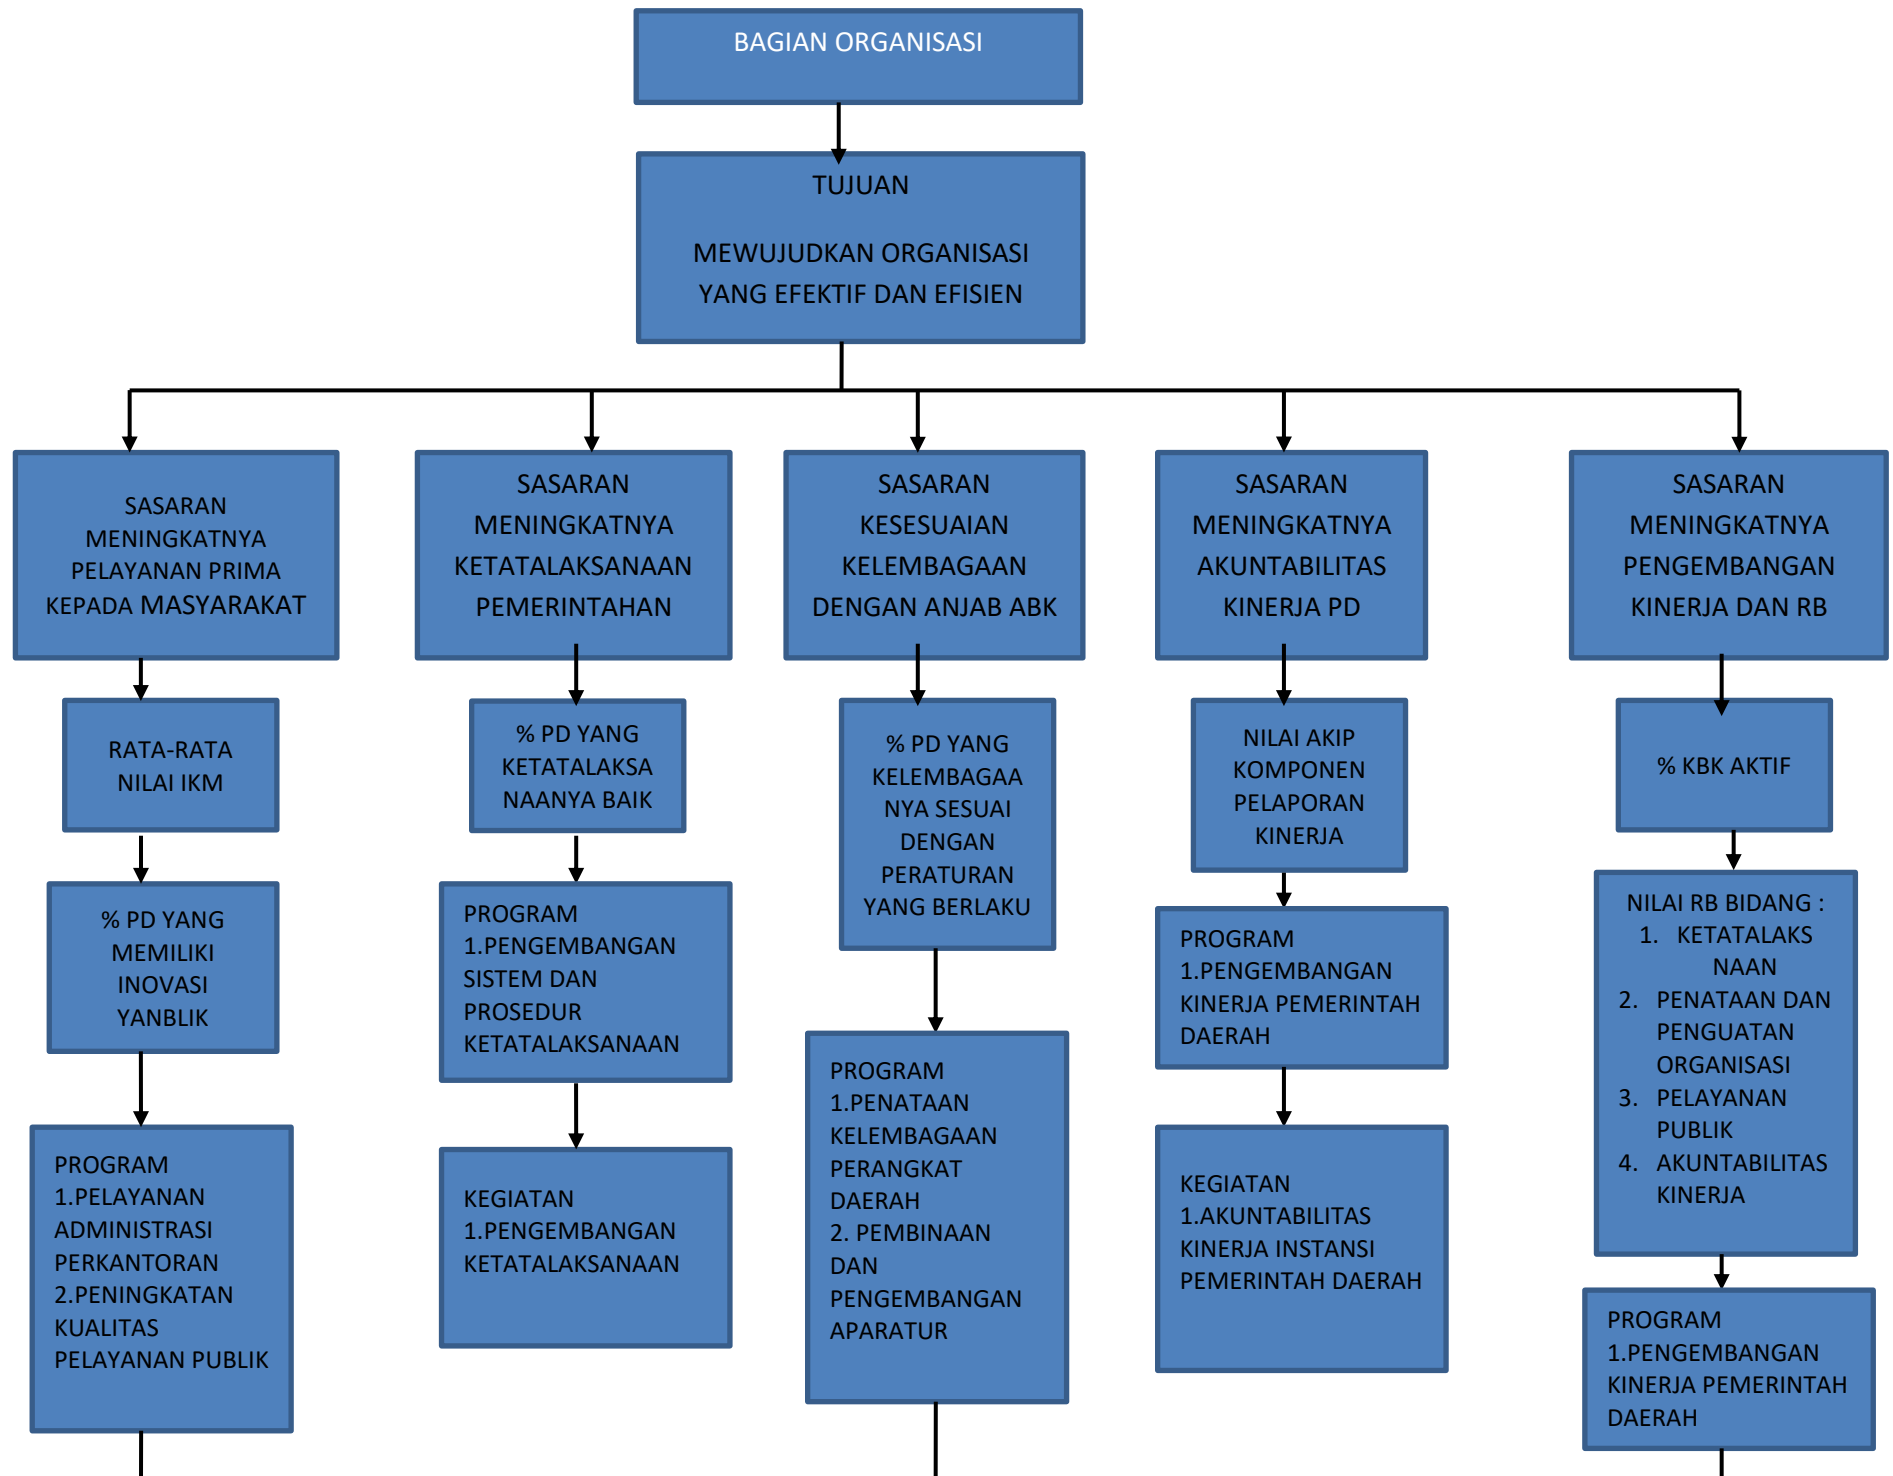 BAGIAN ORGANISASI
TUJUAN
MEWUJUDKAN ORGANISASI
YANG EFEKTIF DAN EFISIEN
SASARAN
MENINGKATNYA
PELAYANAN PRIMA
KEPADA MASYARAKAT
SASARAN
MENINGKATNYA
KETATALAKSANAAN
PEMERINTAHAN
SASARAN
KESESUAIAN
KELEMBAGAAN
DENGAN ANJAB ABK
SASARAN
MENINGKATNYA
AKUNTABILITAS
KINERJA PD
SASARAN
MENINGKATNYA
PENGEMBANGAN
KINERJA DAN RB
RATA-RATA
NILAI IKM
% PD YANG
KETATALAKSA
NAANYA BAIK
% PD YANG
KELEMBAGAA
NYA SESUAI
DENGAN
PERATURAN
YANG BERLAKU
NILAI AKIP
KOMPONEN
PELAPORAN
KINERJA
% KBK AKTIF
% PD YANG
MEMILIKI
INOVASI
YANBLIK
PROGRAM
1.PENGEMBANGAN
SISTEM DAN
PROSEDUR
KETATALAKSANAAN
PROGRAM
1.PENATAAN
KELEMBAGAAN
PERANGKAT
DAERAH
2. PEMBINAAN
DAN
PENGEMBANGAN
APARATUR
PROGRAM
1.PENGEMBANGAN
KINERJA PEMERINTAH
DAERAH
NILAI RB BIDANG :
1. KETATALAKS
NAAN
2. PENATAAN DAN
PENGUATAN
ORGANISASI
3. PELAYANAN
PUBLIK
4. AKUNTABILITAS
KINERJA
PROGRAM
1.PELAYANAN
ADMINISTRASI
PERKANTORAN
2.PENINGKATAN
KUALITAS
PELAYANAN PUBLIK
KEGIATAN
1.PENGEMBANGAN
KETATALAKSANAAN
KEGIATAN
1.AKUNTABILITAS
KINERJA INSTANSI
PEMERINTAH DAERAH
PROGRAM
1.PENGEMBANGAN
KINERJA PEMERINTAH
DAERAH